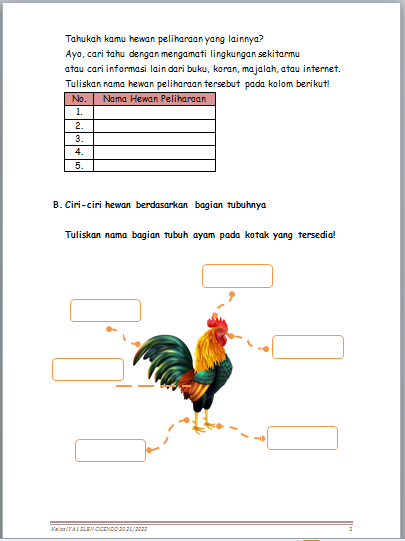 Tahukah kamu hewan peliharaan yang lainnya?
Ayo, cari tahu dengan mengamati lingkungan sekitarmu
atau cari informasi lain dari buku, koran, majalah, atau internet.
Tuliskan nama hewan peliharaan tersebut pada kolom berikut!
No. Nama Hewan Peliharaan
1.
2.
3.
4.
5.
B. Ciri-ciri hewan berdasarkan bagian tubuhnya
Tuliskan nama bagian tubuh ayam pada kotak yang tersedia!
Kelas IVA1 SLBN CICENDO 2021/2022 2